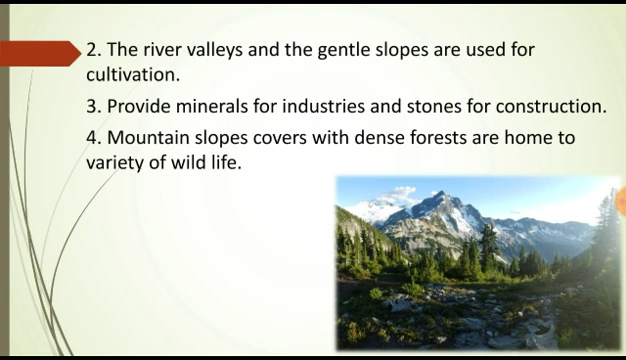 2. The river valleys and the gentle slopes are used for
cultivation.
3. Provide minerals for industries and stones for construction.
4. Mountain slopes covers with dense forests are home to
variety of wild life.